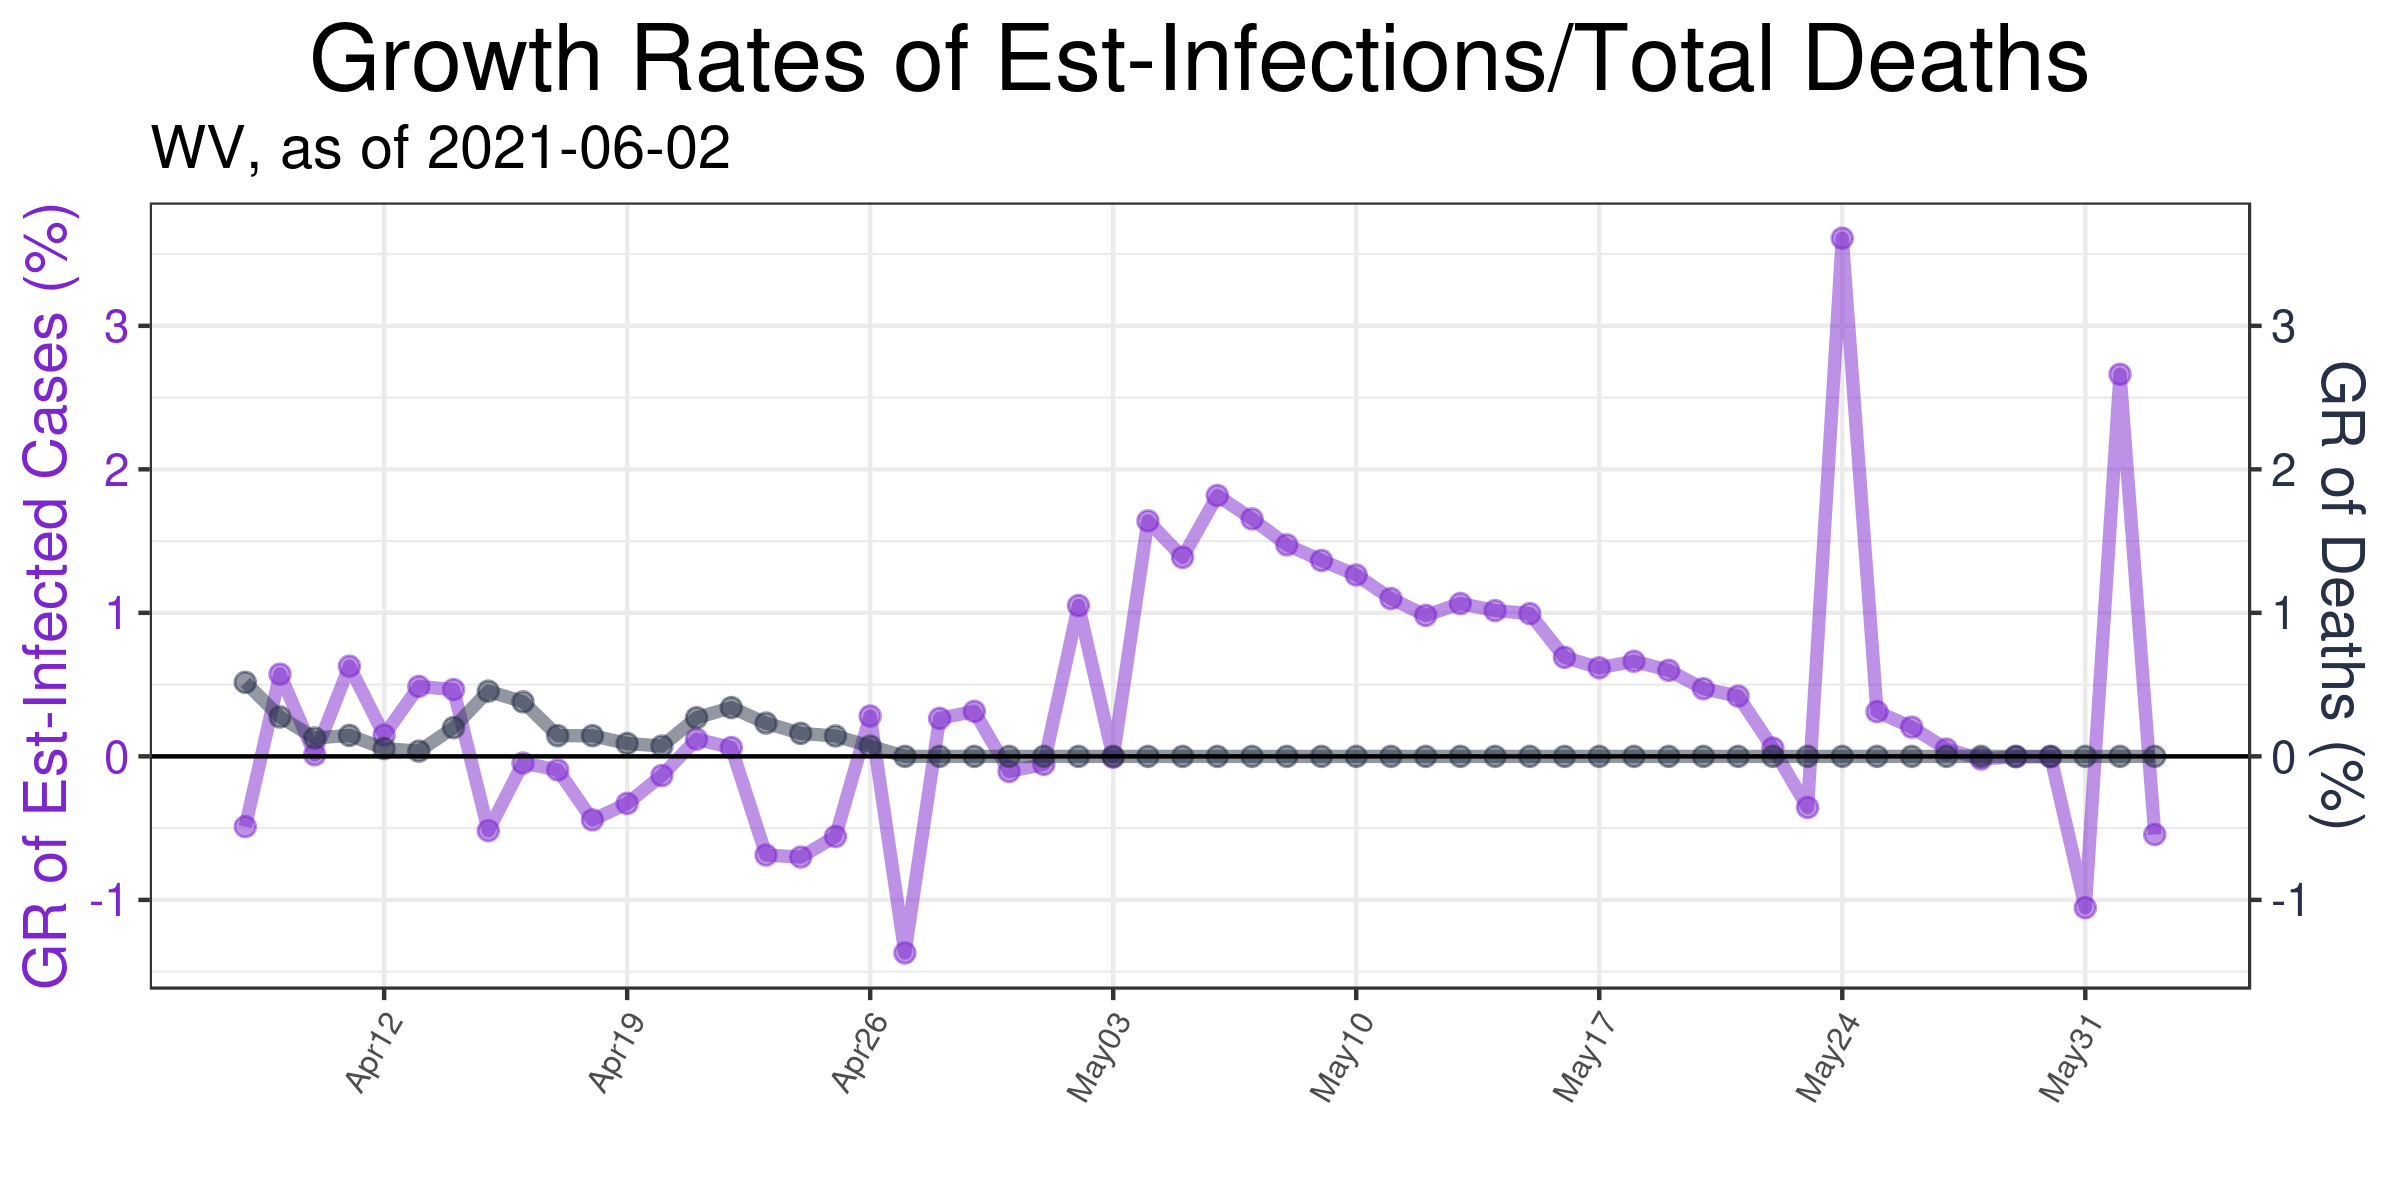 Growth Rates of Est-Infections/Total Deaths
WV, as of 2021-06-02
GR of Est-Infected Cases (%)
3
2
1
0
-1
3
2
1
0
-1
GR of Deaths (%)
Apr12
Apr19
Apr26
May03
May10
May17
May24
May31